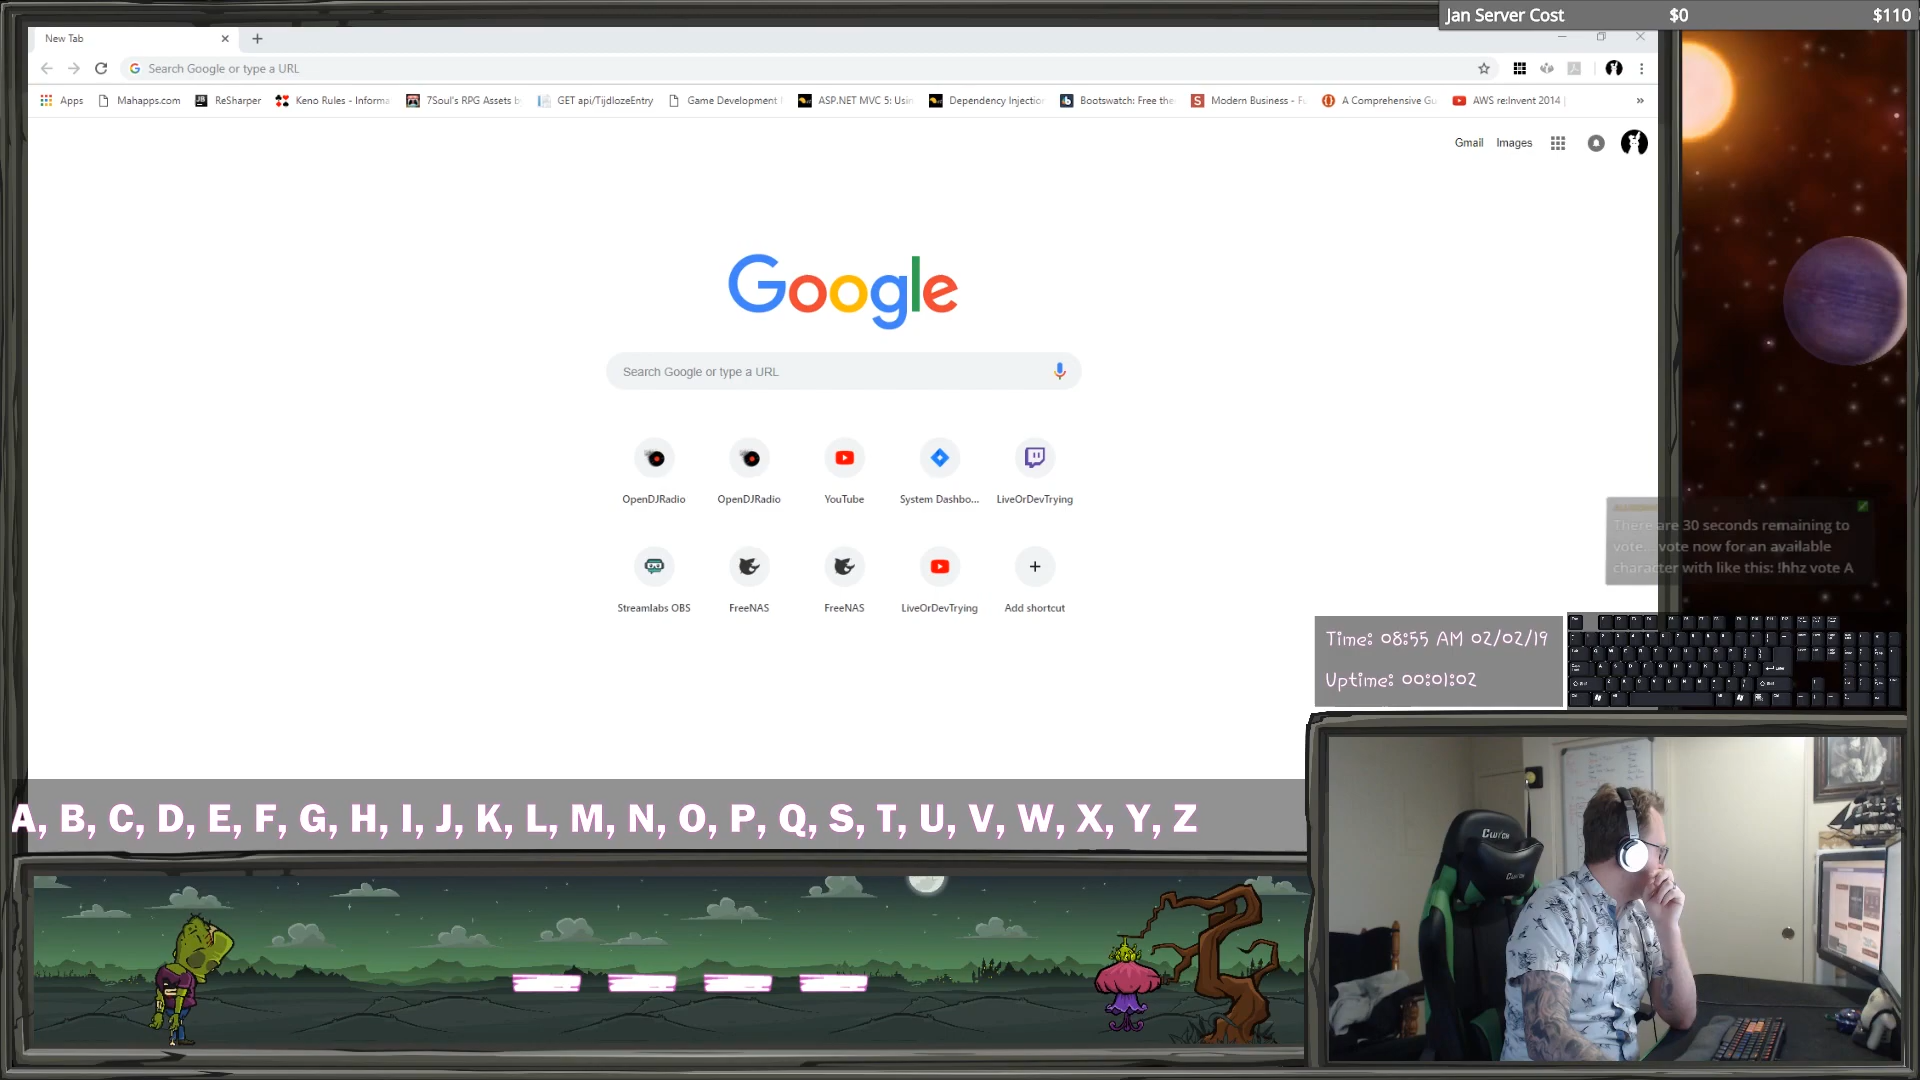 Jan Server Cost $0 $110
New Tab
Search Google or type a URL
Apps Mahapps.com ReSharper Keno Rules - Informa 7Soul's RPG Assets b GET api/TijdlozeEntry Game Development ASP.NET MVC 5: Usin Dependency Injection Bootswatch: Free the Modern Business - Fu A Comprehensive Gu AWS re:Invent 2014 |
Gmail Images
Google
Search Google or type a URL
OpenDJRadio OpenDJRadio YouTube System Dashbo... LiveOrDevTrying
Streamlabs OBS FreeNAS FreeNAS LiveOrDevTrying Add shortcut
There are 30 seconds remaining to
vote... vote now for an available
character with like this: !hhz vote A
Time: 08:55 AM 02/02/19
Uptime: 00:01:02
A, B, C, D, E, F, G, H, I, J, K, L, M, N, O, P, Q, S, T, U, V, W, X, Y, Z
CLUTCH